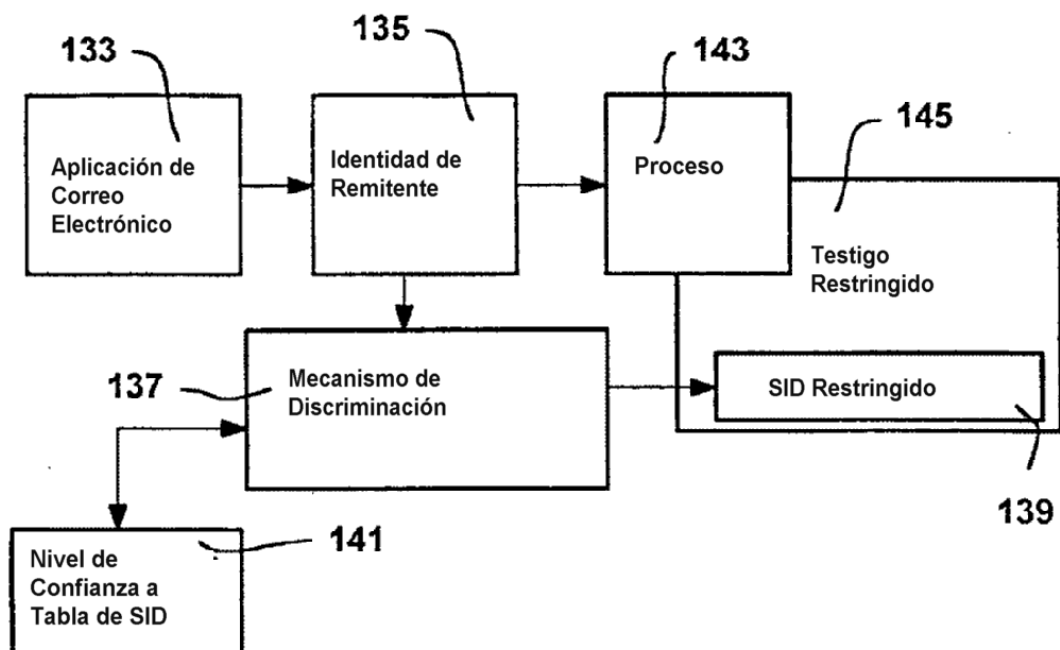 133
135
143
145
Aplicación de
Correo
Electrónico
Identidad de
Remitente
Proceso
Testigo
Restringido
137
Mecanismo de
Discriminación
SID Restringido
139
141
Nivel de
Confianza a
Tabla de SID